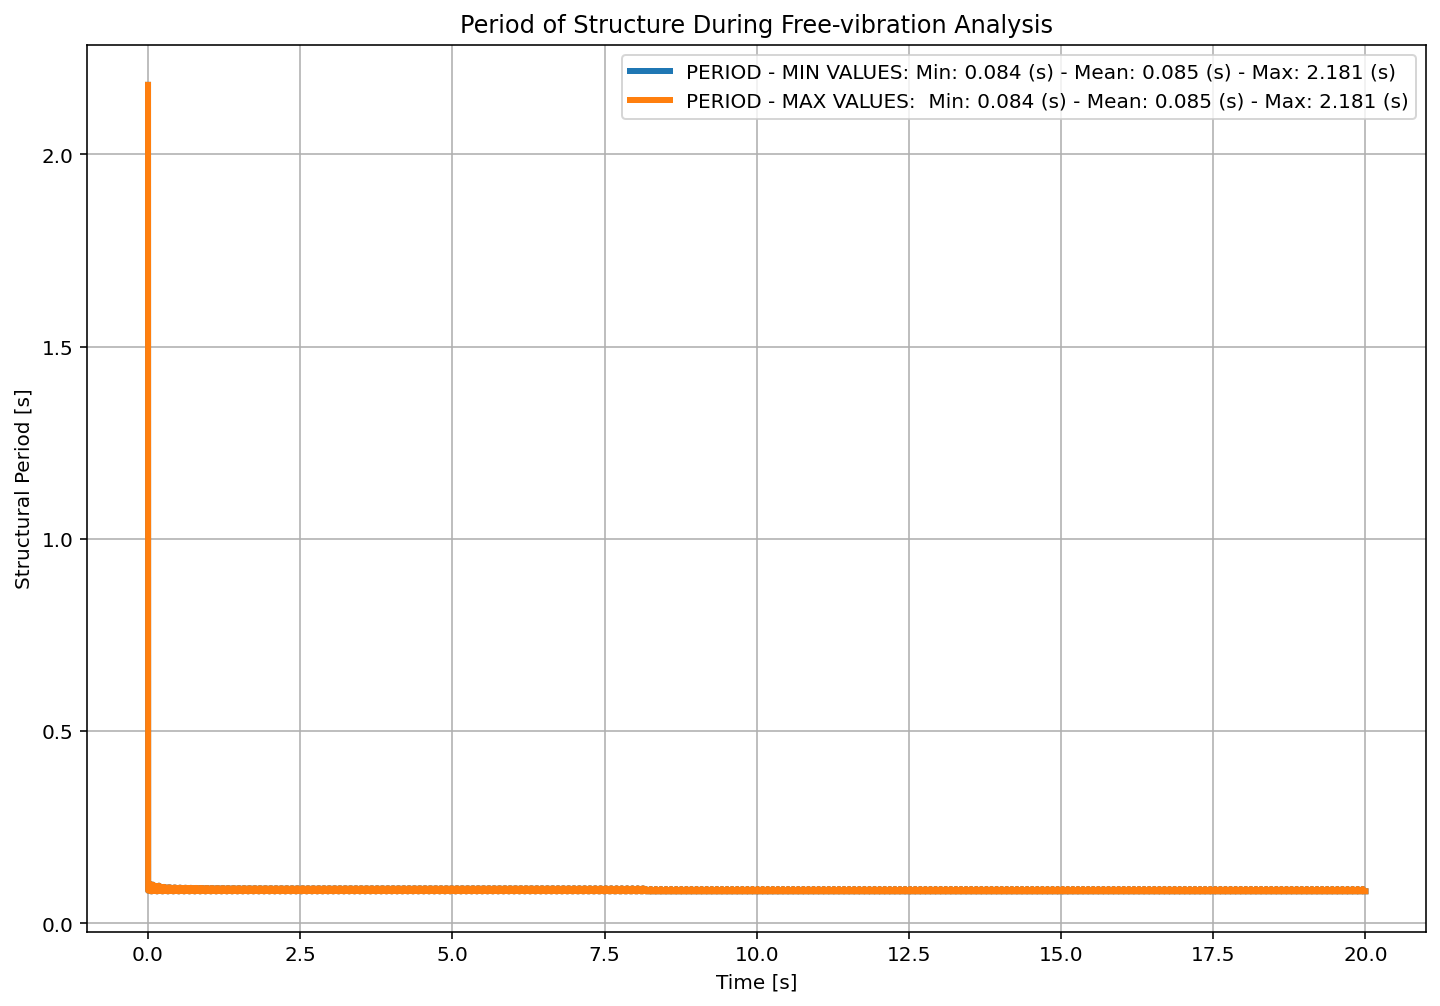 Period of Structure During Free-vibration Analysis
PERIOD - MIN VALUES: Min: 0.084 (s) - Mean: 0.085 (s) - Max: 2.181 (s)
PERIOD - MAX VALUES:  Min: 0.084 (s) - Mean: 0.085 (s) - Max: 2.181 (s)
Structural Period [s]
2.0
1.5
1.0
0.5
0.0
0.0 2.5 5.0 7.5 10.0 12.5 15.0 17.5 20.0
Time [s]